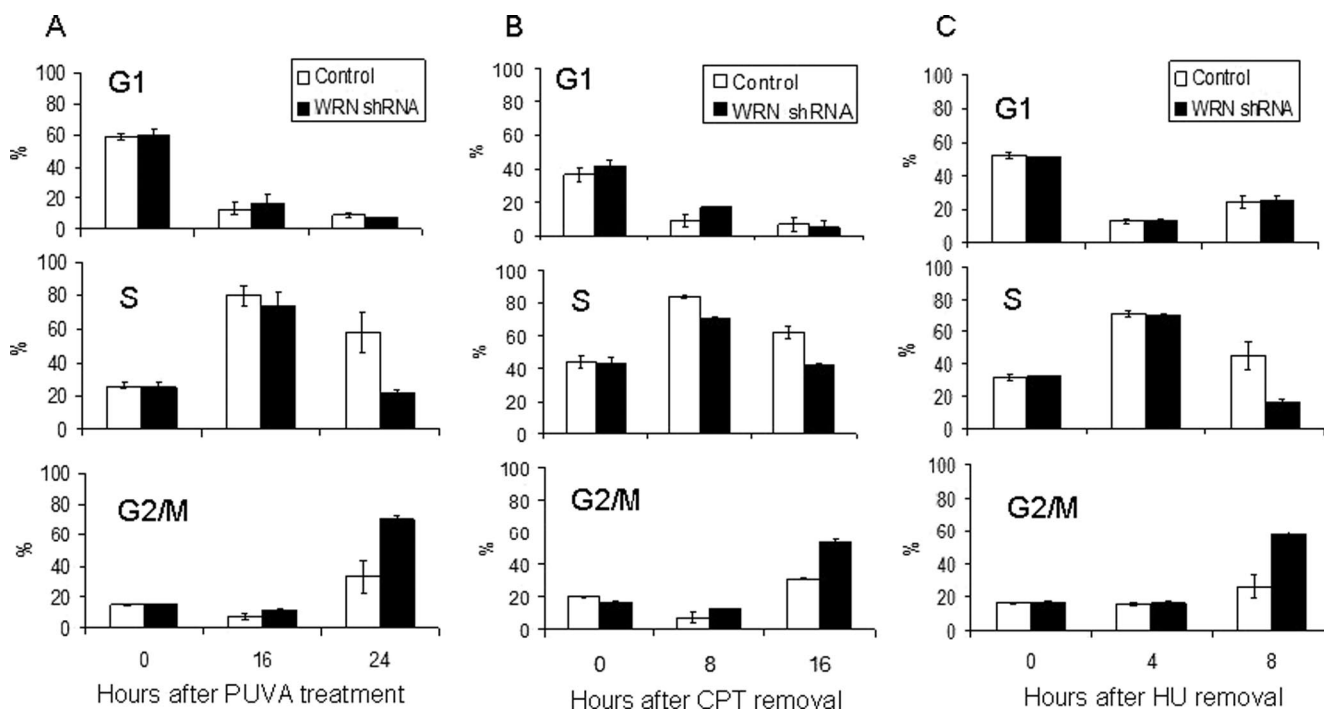 A
G1
Control
WRN shRNA
%
100
80
60
40
20
0
S
%
100
80
60
40
20
0
G2/M
%
100
80
60
40
20
0
0 16 24
Hours after PUVA treatment
B
G1
Control
WRN shRNA
%
100
80
60
40
20
0
S
%
100
80
60
40
20
0
G2/M
%
100
80
60
40
20
0
0 8 16
Hours after CPT removal
C
G1
Control
WRN shRNA
%
100
80
60
40
20
0
S
%
100
80
60
40
20
0
G2/M
%
100
80
60
40
20
0
0 4 8
Hours after HU removal